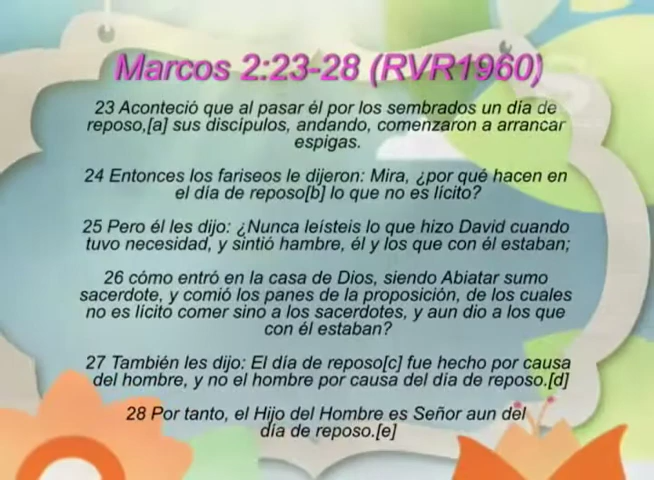 Marcos 2:23-28 (RVR1960)
23 Aconteció que al pasar él por los sembrados un día de
reposo,[a] sus discípulos, andando, comenzaron a arrancar
espigas.
24 Entonces los fariseos le dijeron: Mira, ¿por qué hacen en
el día de reposo[b] lo que no es lícito?
25 Pero él les dijo: ¿Nunca leísteis lo que hizo David cuando
tuvo necesidad, y sintió hambre, él y los que con él estaban;
26 cómo entró en la casa de Dios, siendo Abiatar sumo
sacerdote, y comió los panes de la proposición, de los cuales
no es lícito comer sino a los sacerdotes, y aun dio a los que
con él estaban?
27 También les dijo: El día de reposo[c] fue hecho por causa
del hombre, y no el hombre por causa del día de reposo.[d]
28 Por tanto, el Hijo del Hombre es Señor aun del
día de reposo.[e]